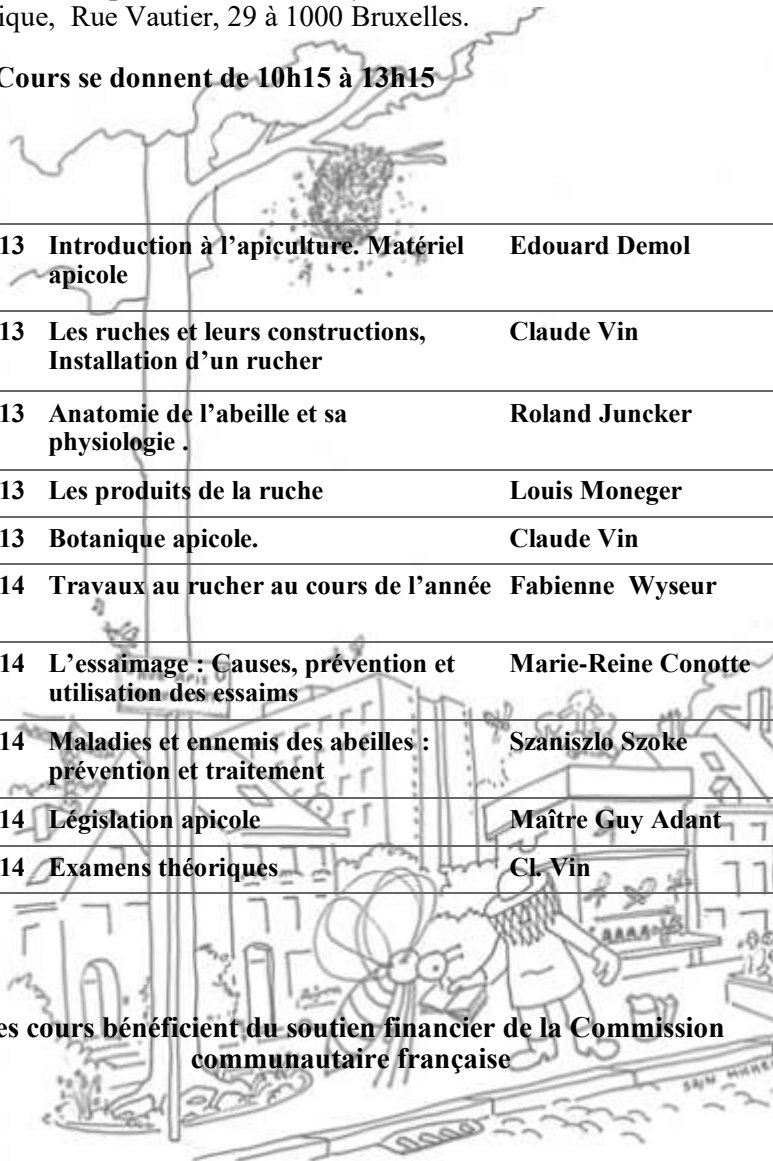 ique, Rue Vautier, 29 à 1000 Bruxelles.
Cours se donnent de 10h15 à 13h15
13 Introduction à l’apiculture. Matériel apicole Edouard Demol
13 Les ruches et leurs constructions, Installation d’un rucher Claude Vin
13 Anatomie de l’abeille et sa physiologie . Roland Juncker
13 Les produits de la ruche Louis Moneger
13 Botanique apicole. Claude Vin
14 Travaux au rucher au cours de l’année Fabienne Wyseur
14 L’essaimage : Causes, prévention et utilisation des essaims Marie-Reine Conotte
14 Maladies et ennemis des abeilles : prévention et traitement Szaniszlo Szoke
14 Législation apicole Maître Guy Adant
14 Examens théoriques Cl. Vin
es cours bénéficient du soutien financier de la Commission
communautaire française